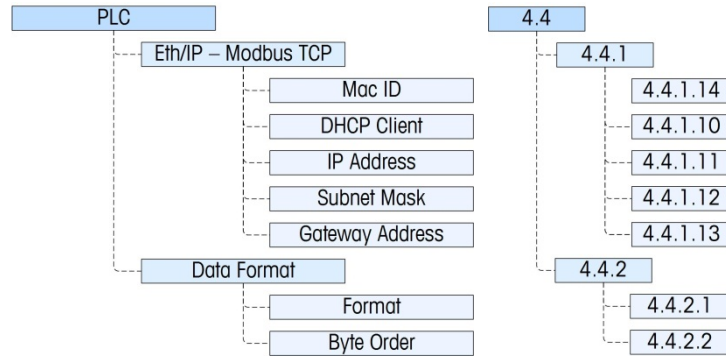 PLC 4.4
Eth/IP – Modbus TCP 4.4.1
Mac ID 4.4.1.14
DHCP Client 4.4.1.10
IP Address 4.4.1.11
Subnet Mask 4.4.1.12
Gateway Address 4.4.1.13
Data Format 4.4.2
Format 4.4.2.1
Byte Order 4.4.2.2